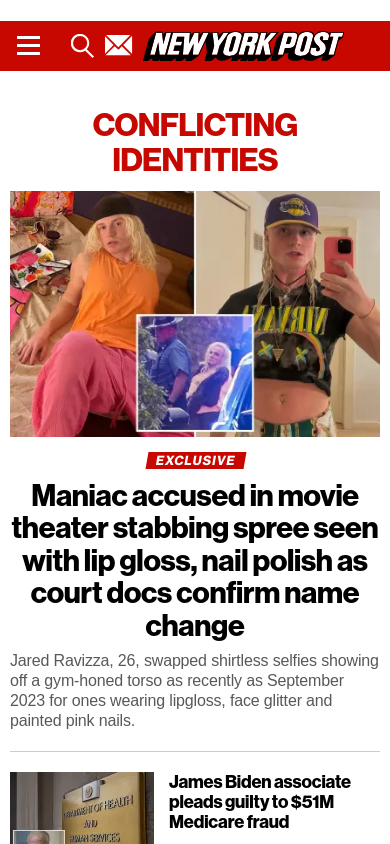 NEW YORK POST
CONFLICTING
IDENTITIES
NIRVANA
EXCLUSIVE
Maniac accused in movie
theater stabbing spree seen
with lip gloss, nail polish as
court docs confirm name
change
Jared Ravizza, 26, swapped shirtless selfies showing
off a gym-honed torso as recently as September
2023 for ones wearing lipgloss, face glitter and
painted pink nails.
James Biden associate
pleads guilty to $51M
Medicare fraud
DEPARTMENT OF HEALTH
AND
HUMAN SERVICES